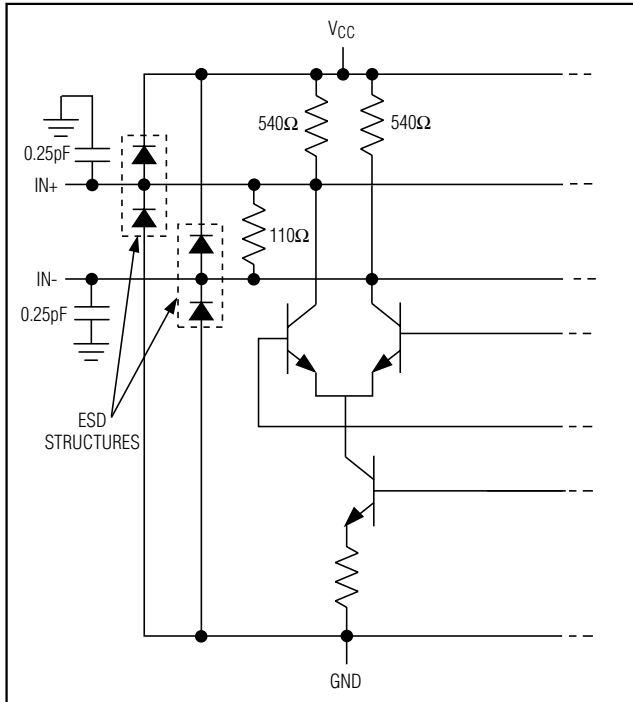 VCC
540Ω
540Ω
0.25pF
IN+
110Ω
IN-
0.25pF
ESD
STRUCTURES
GND